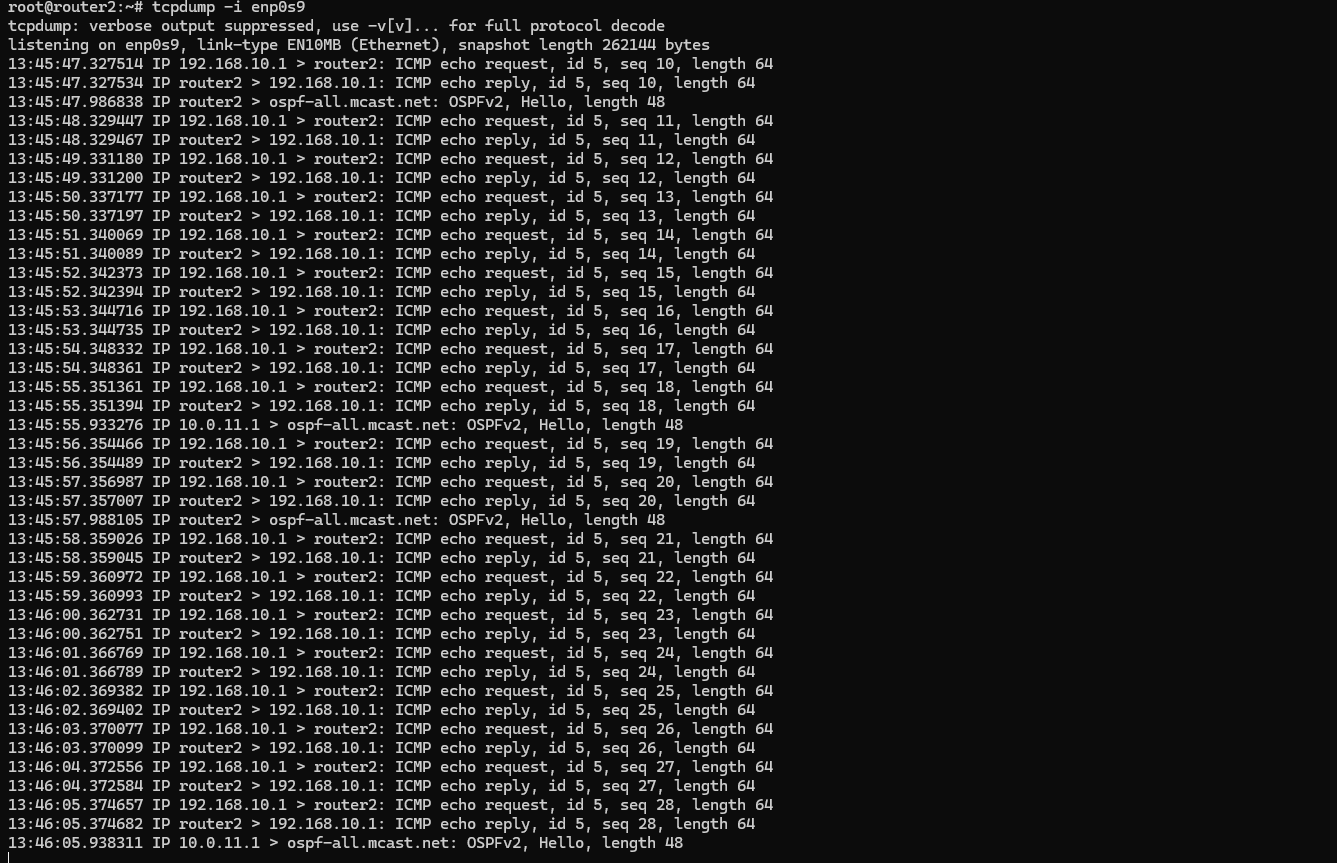 root@router2:~# tcpdump -i enp0s9
tcpdump: verbose output suppressed, use -v[v]... for full protocol decode
listening on enp0s9, link-type EN10MB (Ethernet), snapshot length 262144 bytes
13:45:47.327514 IP 192.168.10.1 > router2: ICMP echo request, id 5, seq 10, length 64
13:45:47.327534 IP router2 > 192.168.10.1: ICMP echo reply, id 5, seq 10, length 64
13:45:47.986838 IP router2 > ospf-all.mcast.net: OSPFv2, Hello, length 48
13:45:48.329447 IP 192.168.10.1 > router2: ICMP echo request, id 5, seq 11, length 64
13:45:48.329467 IP router2 > 192.168.10.1: ICMP echo reply, id 5, seq 11, length 64
13:45:49.331180 IP 192.168.10.1 > router2: ICMP echo request, id 5, seq 12, length 64
13:45:49.331200 IP router2 > 192.168.10.1: ICMP echo reply, id 5, seq 12, length 64
13:45:50.337177 IP 192.168.10.1 > router2: ICMP echo request, id 5, seq 13, length 64
13:45:50.337197 IP router2 > 192.168.10.1: ICMP echo reply, id 5, seq 13, length 64
13:45:51.340069 IP 192.168.10.1 > router2: ICMP echo request, id 5, seq 14, length 64
13:45:51.340089 IP router2 > 192.168.10.1: ICMP echo reply, id 5, seq 14, length 64
13:45:52.342373 IP 192.168.10.1 > router2: ICMP echo request, id 5, seq 15, length 64
13:45:52.342394 IP router2 > 192.168.10.1: ICMP echo reply, id 5, seq 15, length 64
13:45:53.344716 IP 192.168.10.1 > router2: ICMP echo request, id 5, seq 16, length 64
13:45:53.344735 IP router2 > 192.168.10.1: ICMP echo reply, id 5, seq 16, length 64
13:45:54.348332 IP 192.168.10.1 > router2: ICMP echo request, id 5, seq 17, length 64
13:45:54.348361 IP router2 > 192.168.10.1: ICMP echo reply, id 5, seq 17, length 64
13:45:55.351361 IP 192.168.10.1 > router2: ICMP echo request, id 5, seq 18, length 64
13:45:55.351394 IP router2 > 192.168.10.1: ICMP echo reply, id 5, seq 18, length 64
13:45:55.933276 IP 10.0.11.1 > ospf-all.mcast.net: OSPFv2, Hello, length 48
13:45:56.354466 IP 192.168.10.1 > router2: ICMP echo request, id 5, seq 19, length 64
13:45:56.354489 IP router2 > 192.168.10.1: ICMP echo reply, id 5, seq 19, length 64
13:45:57.356987 IP 192.168.10.1 > router2: ICMP echo request, id 5, seq 20, length 64
13:45:57.357007 IP router2 > 192.168.10.1: ICMP echo reply, id 5, seq 20, length 64
13:45:57.988105 IP router2 > ospf-all.mcast.net: OSPFv2, Hello, length 48
13:45:58.359026 IP 192.168.10.1 > router2: ICMP echo request, id 5, seq 21, length 64
13:45:58.359045 IP router2 > 192.168.10.1: ICMP echo reply, id 5, seq 21, length 64
13:45:59.360972 IP 192.168.10.1 > router2: ICMP echo request, id 5, seq 22, length 64
13:45:59.360993 IP router2 > 192.168.10.1: ICMP echo reply, id 5, seq 22, length 64
13:46:00.362731 IP 192.168.10.1 > router2: ICMP echo request, id 5, seq 23, length 64
13:46:00.362751 IP router2 > 192.168.10.1: ICMP echo reply, id 5, seq 23, length 64
13:46:01.366769 IP 192.168.10.1 > router2: ICMP echo request, id 5, seq 24, length 64
13:46:01.366789 IP router2 > 192.168.10.1: ICMP echo reply, id 5, seq 24, length 64
13:46:02.369382 IP 192.168.10.1 > router2: ICMP echo request, id 5, seq 25, length 64
13:46:02.369402 IP router2 > 192.168.10.1: ICMP echo reply, id 5, seq 25, length 64
13:46:03.370077 IP 192.168.10.1 > router2: ICMP echo request, id 5, seq 26, length 64
13:46:03.370099 IP router2 > 192.168.10.1: ICMP echo reply, id 5, seq 26, length 64
13:46:04.372556 IP 192.168.10.1 > router2: ICMP echo request, id 5, seq 27, length 64
13:46:04.372584 IP router2 > 192.168.10.1: ICMP echo reply, id 5, seq 27, length 64
13:46:05.374657 IP 192.168.10.1 > router2: ICMP echo request, id 5, seq 28, length 64
13:46:05.374682 IP router2 > 192.168.10.1: ICMP echo reply, id 5, seq 28, length 64
13:46:05.938311 IP 10.0.11.1 > ospf-all.mcast.net: OSPFv2, Hello, length 48